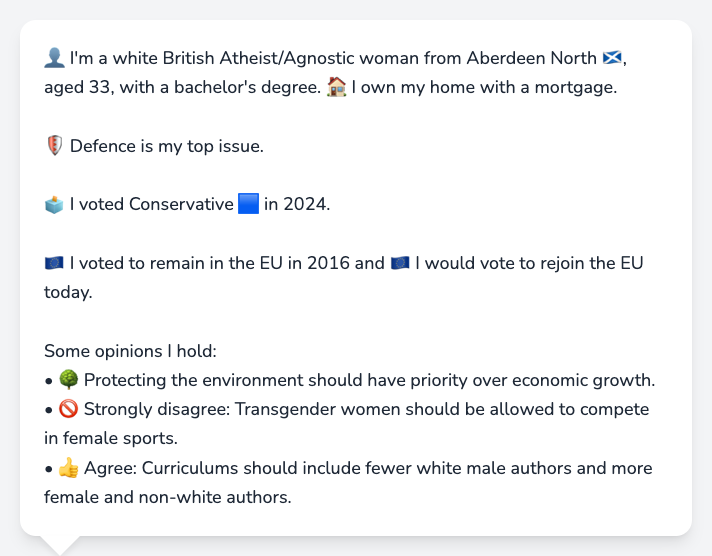 👤 I'm a white British Atheist/Agnostic woman from Aberdeen North 🏴󠁧󠁢󠁳󠁣󠁴󠁿,
aged 33, with a bachelor's degree. 🏠 I own my home with a mortgage.
🛡️ Defence is my top issue.
🗳️ I voted Conservative 🟦 in 2024.
🇪🇺 I voted to remain in the EU in 2016 and 🇪🇺 I would vote to rejoin the EU
today.
Some opinions I hold:
• 🌳 Protecting the environment should have priority over economic growth.
• 🚫 Strongly disagree: Transgender women should be allowed to compete
in female sports.
• 👍 Agree: Curriculums should include fewer white male authors and more
female and non-white authors.